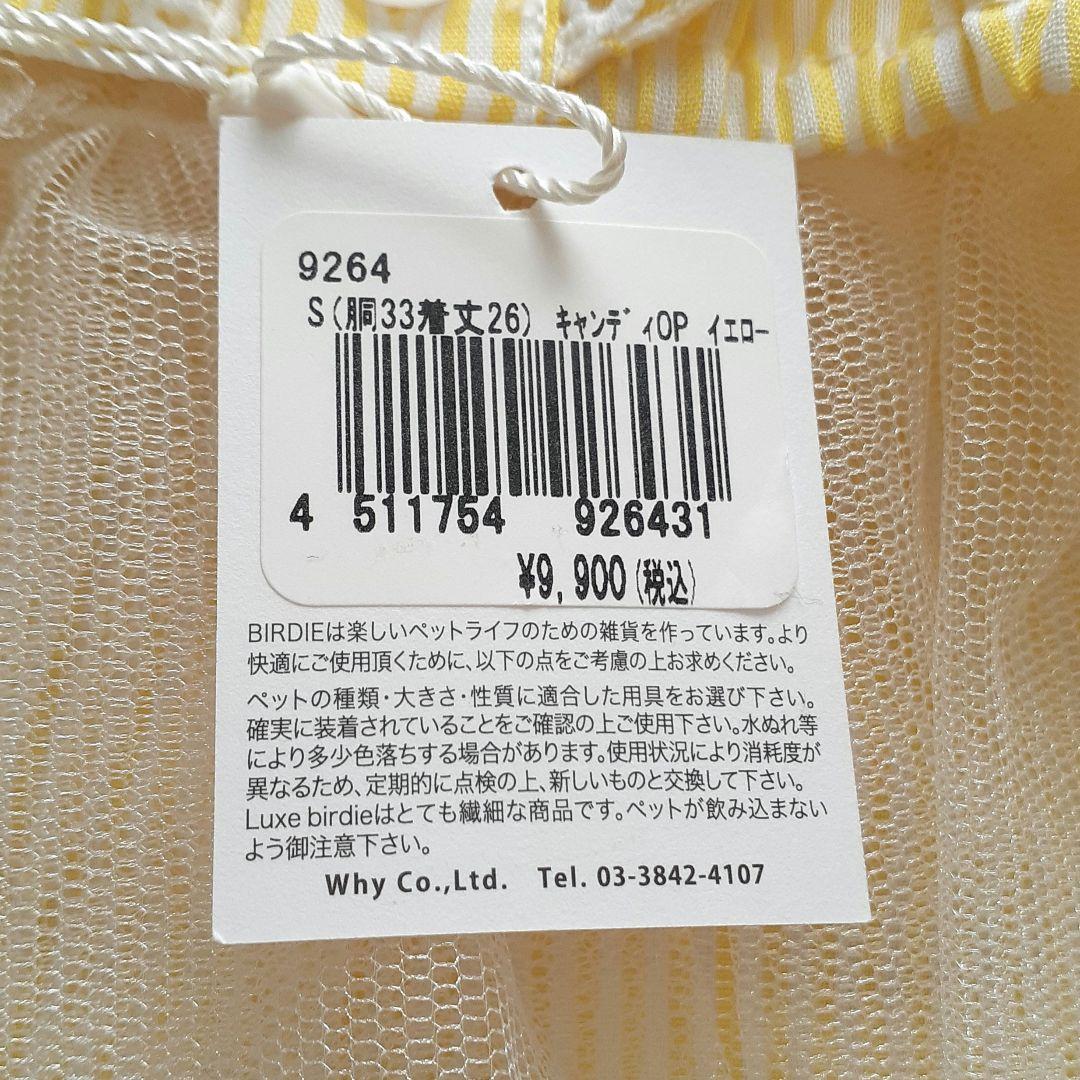 9264
S(胴33着丈26) ｷｬﾝﾃﾞｨOP ｲｴﾛｰ
4 511754 926431
¥9,900(税込)
BIRDIEは楽しいペットライフのための雑貨を作っています。より
快適にご使用頂くために、以下の点をご考慮の上お求めください。
ペットの種類・大きさ・性質に適合した用具をお選び下さい。
確実に装着されていることをご確認の上ご使用下さい。水ぬれ等
により多少色落ちする場合があります。使用状況により消耗度が
異なるため、定期的に点検の上、新しいものと交換して下さい。
Luxe birdieはとても繊細な商品です。ペットが飲み込まない
よう御注意下さい。
Why Co.,Ltd. Tel. 03-3842-4107